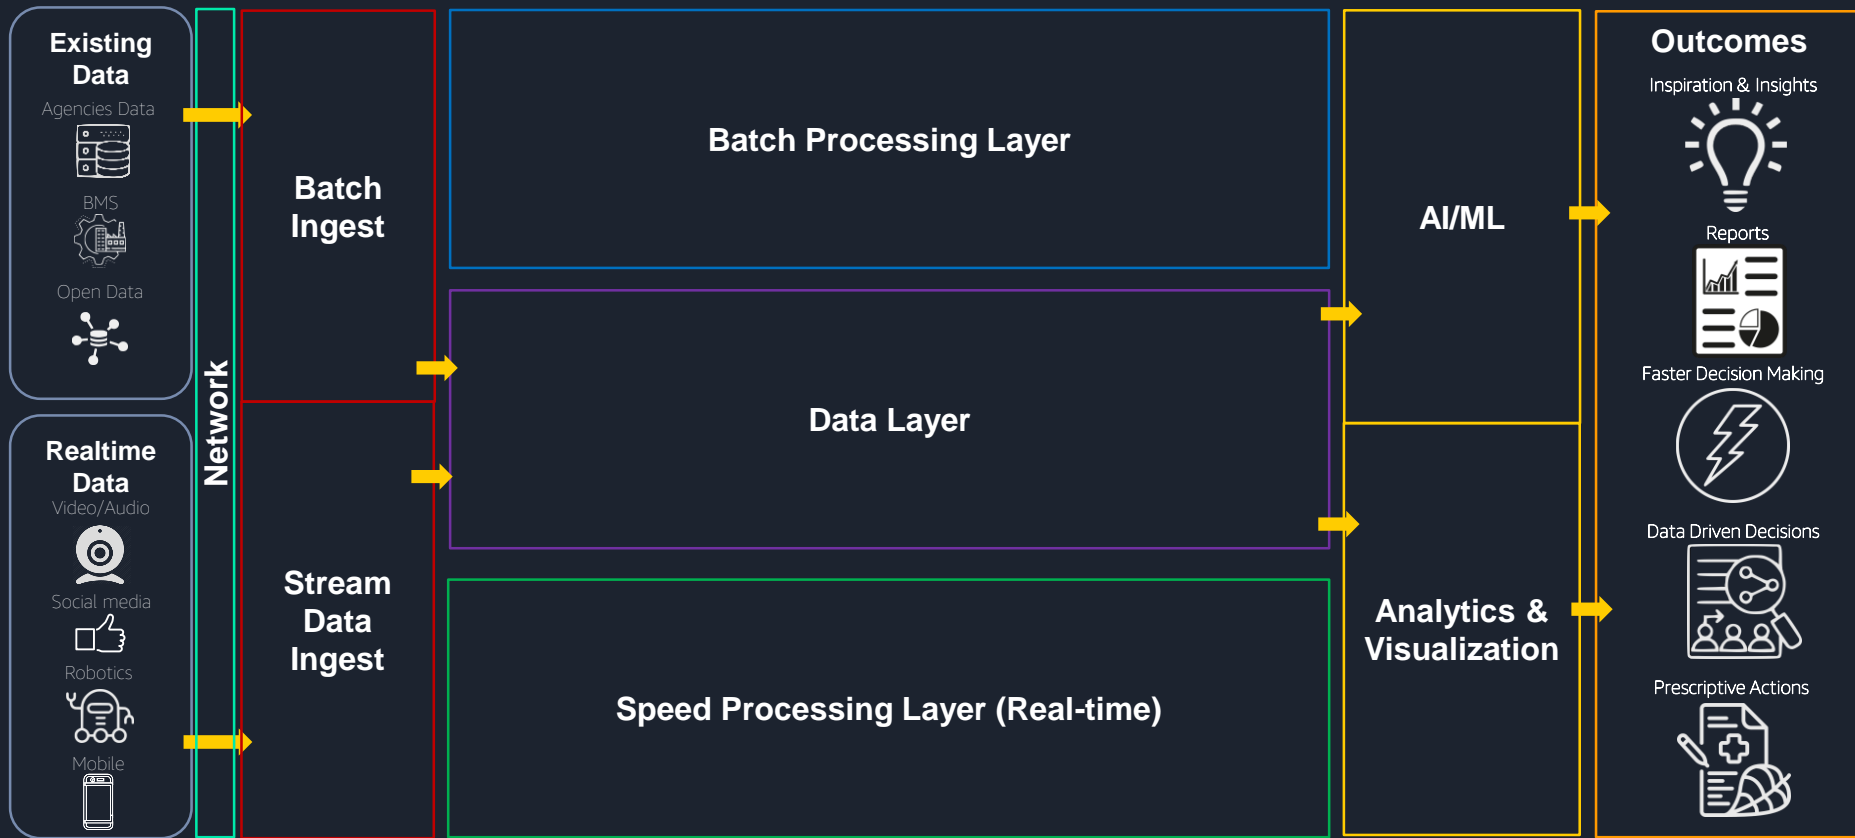 Existing
Data
Agencies Data
BMS
Open Data
Realtime
Data
Video/Audio
Social media
Robotics
Mobile
Network
Batch
Ingest
Stream
Data
Ingest
Batch Processing Layer
Data Layer
Speed Processing Layer (Real-time)
AI/ML
Analytics &
Visualization
Outcomes
Inspiration & Insights
Reports
Faster Decision Making
Data Driven Decisions
Prescriptive Actions